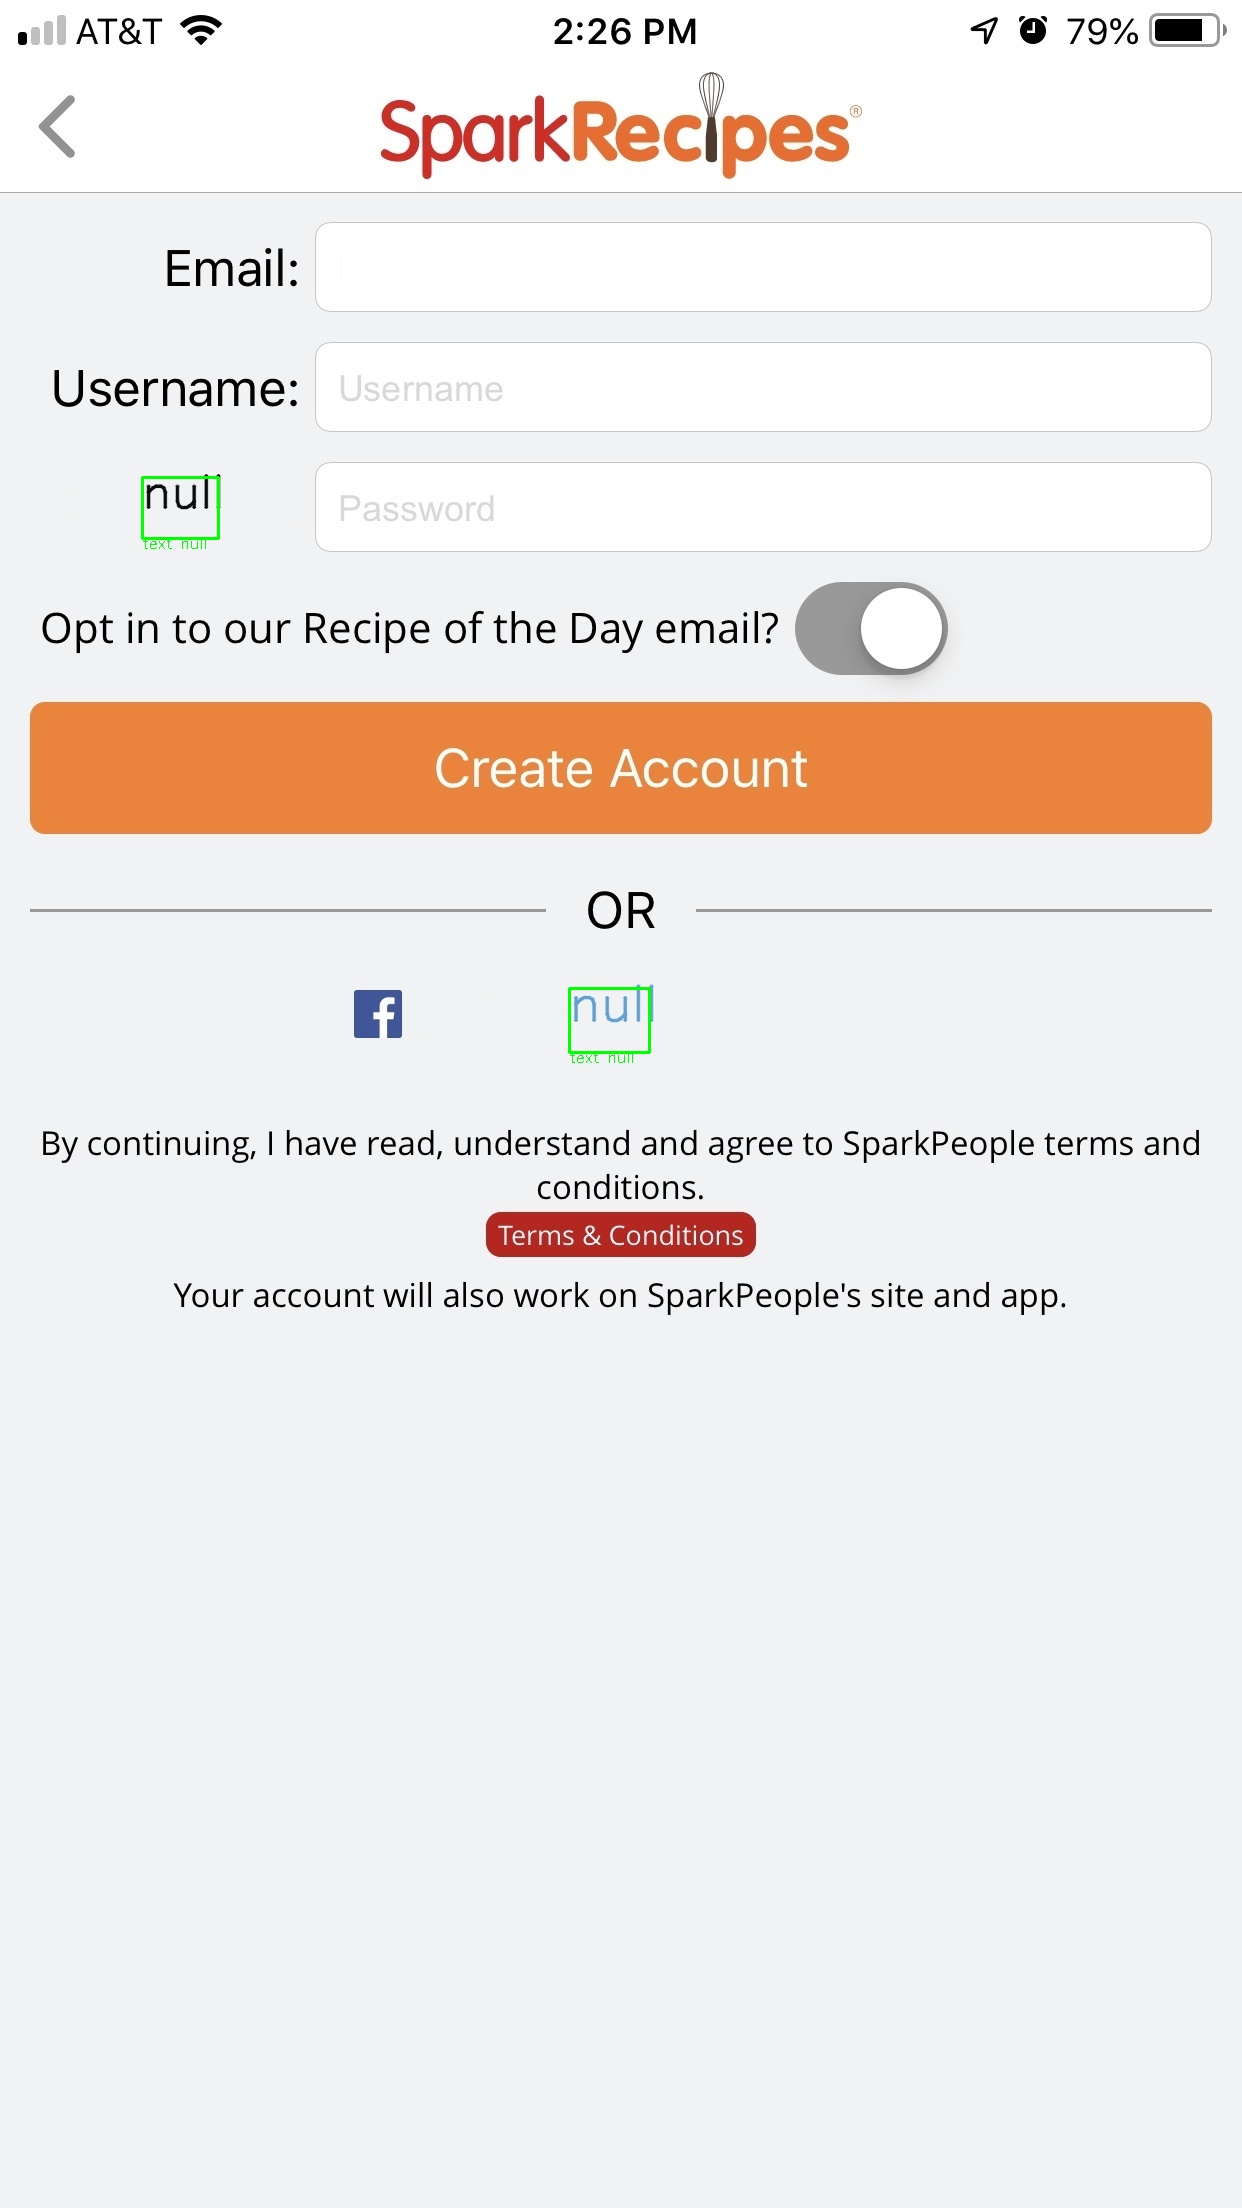 AT&T 2:26 PM 79%
SparkRecipes®
Email:
Username: Username
null Password
text null
Opt in to our Recipe of the Day email?
Create Account
OR
f null
text null
By continuing, I have read, understand and agree to SparkPeople terms and
conditions.
Terms & Conditions
Your account will also work on SparkPeople's site and app.